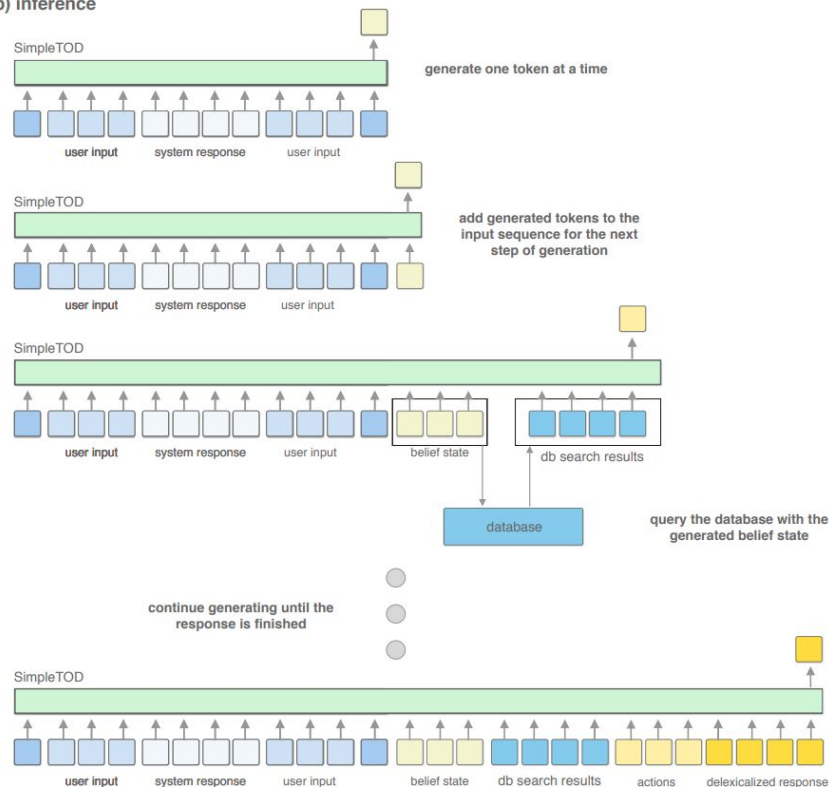 b) inference
SimpleTOD
generate one token at a time
user input system response user input
SimpleTOD
add generated tokens to the
input sequence for the next
step of generation
user input system response user input
SimpleTOD
user input system response user input belief state db search results
database
query the database with the
generated belief state
continue generating until the
response is finished
SimpleTOD
user input system response user input belief state db search results actions delexicalized response